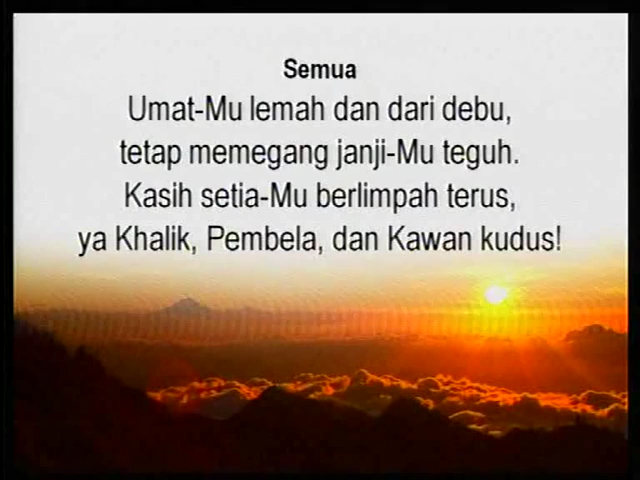 Semua
Umat-Mu lemah dan dari debu,
tetap memegang janji-Mu teguh.
Kasih setia-Mu berlimpah terus,
ya Khalik, Pembela, dan Kawan kudus!